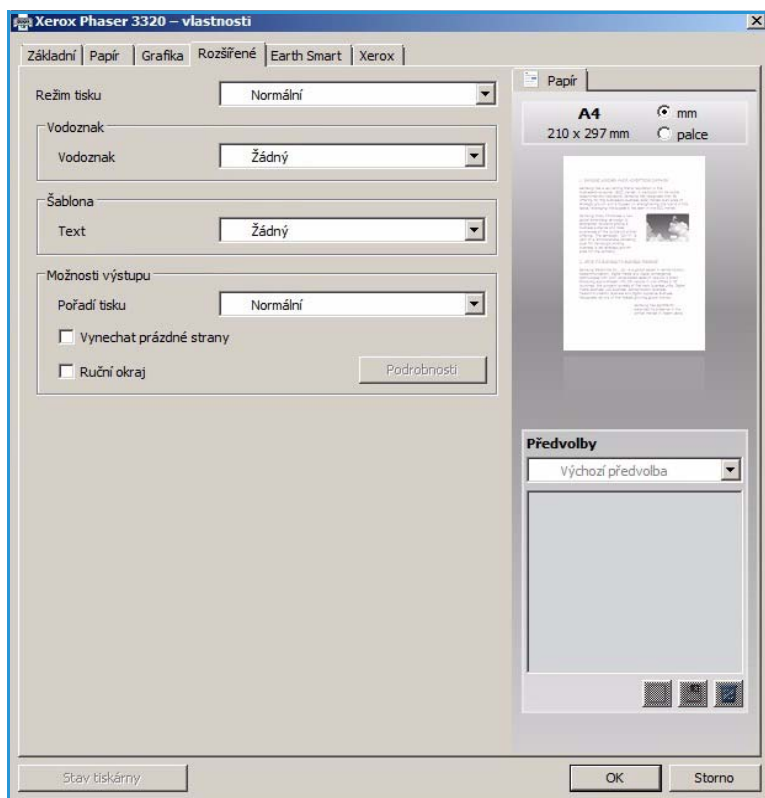 Xerox Phaser 3320 – vlastnosti
Základní Papír Grafika Rozšířené Earth Smart Xerox
Režim tisku Normální
Vodoznak
Vodoznak Žádný
Šablona
Text Žádný
Možnosti výstupu
Pořadí tisku Normální
Vynechat prázdné strany
Ruční okraj Podrobnosti
Papír
A4 mm
210 x 297 mm palce
Předvolby
Výchozí předvolba
Stav tiskárny OK Storno